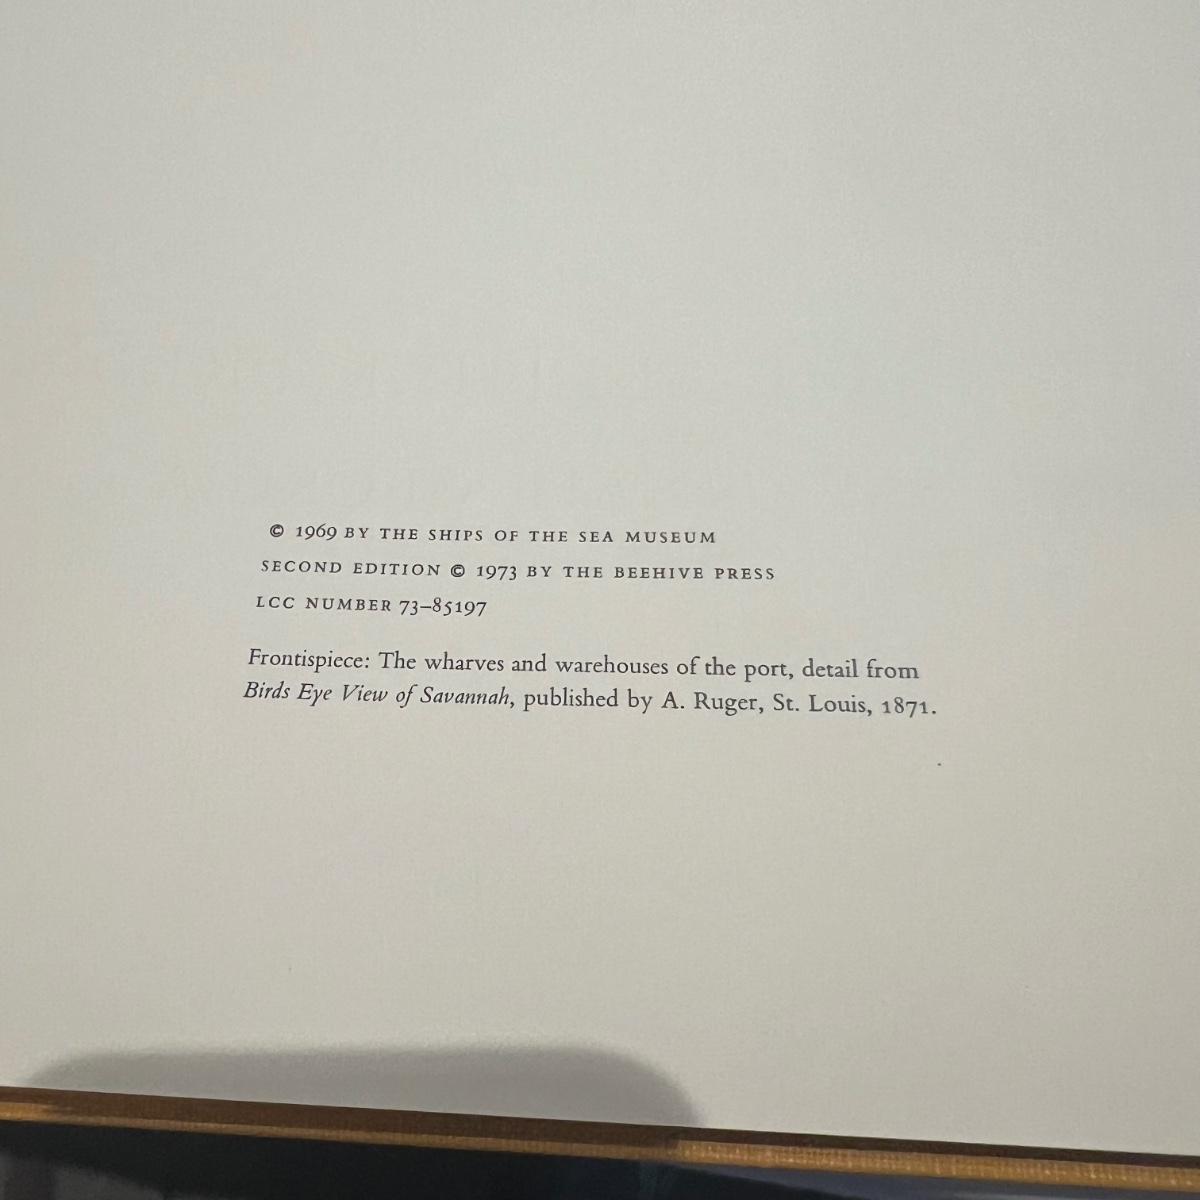 © 1969 BY THE SHIPS OF THE SEA MUSEUM
SECOND EDITION © 1973 BY THE BEEHIVE PRESS
LCC NUMBER 73–85197
Frontispiece: The wharves and warehouses of the port, detail from
Birds Eye View of Savannah, published by A. Ruger, St. Louis, 1871.